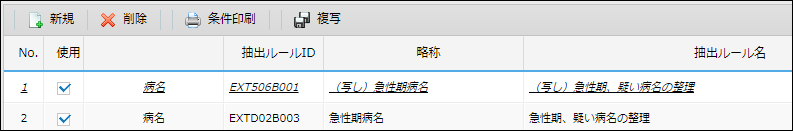 新規 削除 条件印刷 複写
No. 使用 抽出ルールID 略称 抽出ルール名
1 病名 EXT506B001 （写し）急性期病名 （写し）急性期、疑い病名の整理
2 病名 EXTD02B003 急性期病名 急性期、疑い病名の整理